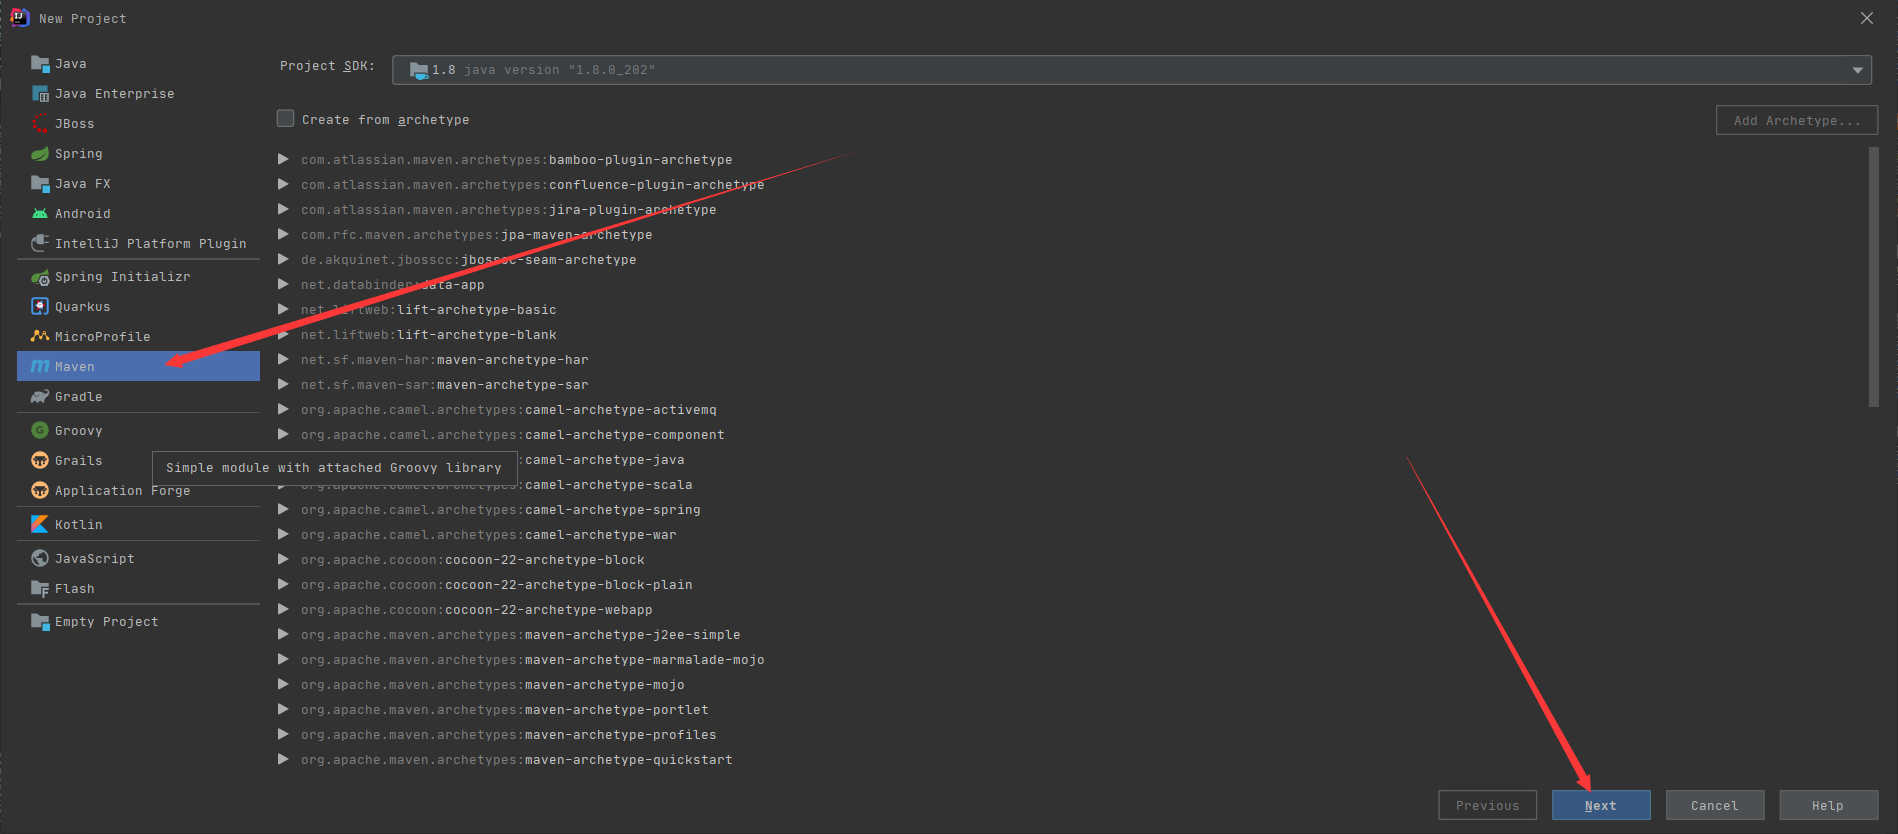 New Project
Java
Java Enterprise
JBoss
Spring
Java FX
Android
IntelliJ Platform Plugin
Spring Initializr
Quarkus
MicroProfile
Maven
Gradle
Groovy
Grails
Application Forge
Kotlin
JavaScript
Flash
Empty Project
Simple module with attached Groovy library
Project SDK: 1.8 java version "1.8.0_202"
Create from archetype
Add Archetype...
com.atlassian.maven.archetypes:bamboo-plugin-archetype
com.atlassian.maven.archetypes:confluence-plugin-archetype
com.atlassian.maven.archetypes:jira-plugin-archetype
com.rfc.maven.archetypes:jpa-maven-archetype
de.akquinet.jbosscc:jbosscc-seam-archetype
net.databinder:data-app
net.liftweb:lift-archetype-basic
net.liftweb:lift-archetype-blank
net.sf.maven-har:maven-archetype-har
net.sf.maven-sar:maven-archetype-sar
org.apache.camel.archetypes:camel-archetype-activemq
org.apache.camel.archetypes:camel-archetype-component
:camel-archetype-java
org.apache.camel.archetypes:camel-archetype-scala
org.apache.camel.archetypes:camel-archetype-spring
org.apache.camel.archetypes:camel-archetype-war
org.apache.cocoon:cocoon-22-archetype-block
org.apache.cocoon:cocoon-22-archetype-block-plain
org.apache.cocoon:cocoon-22-archetype-webapp
org.apache.maven.archetypes:maven-archetype-j2ee-simple
org.apache.maven.archetypes:maven-archetype-marmalade-mojo
org.apache.maven.archetypes:maven-archetype-mojo
org.apache.maven.archetypes:maven-archetype-portlet
org.apache.maven.archetypes:maven-archetype-profiles
org.apache.maven.archetypes:maven-archetype-quickstart
Previous
Next
Cancel
Help